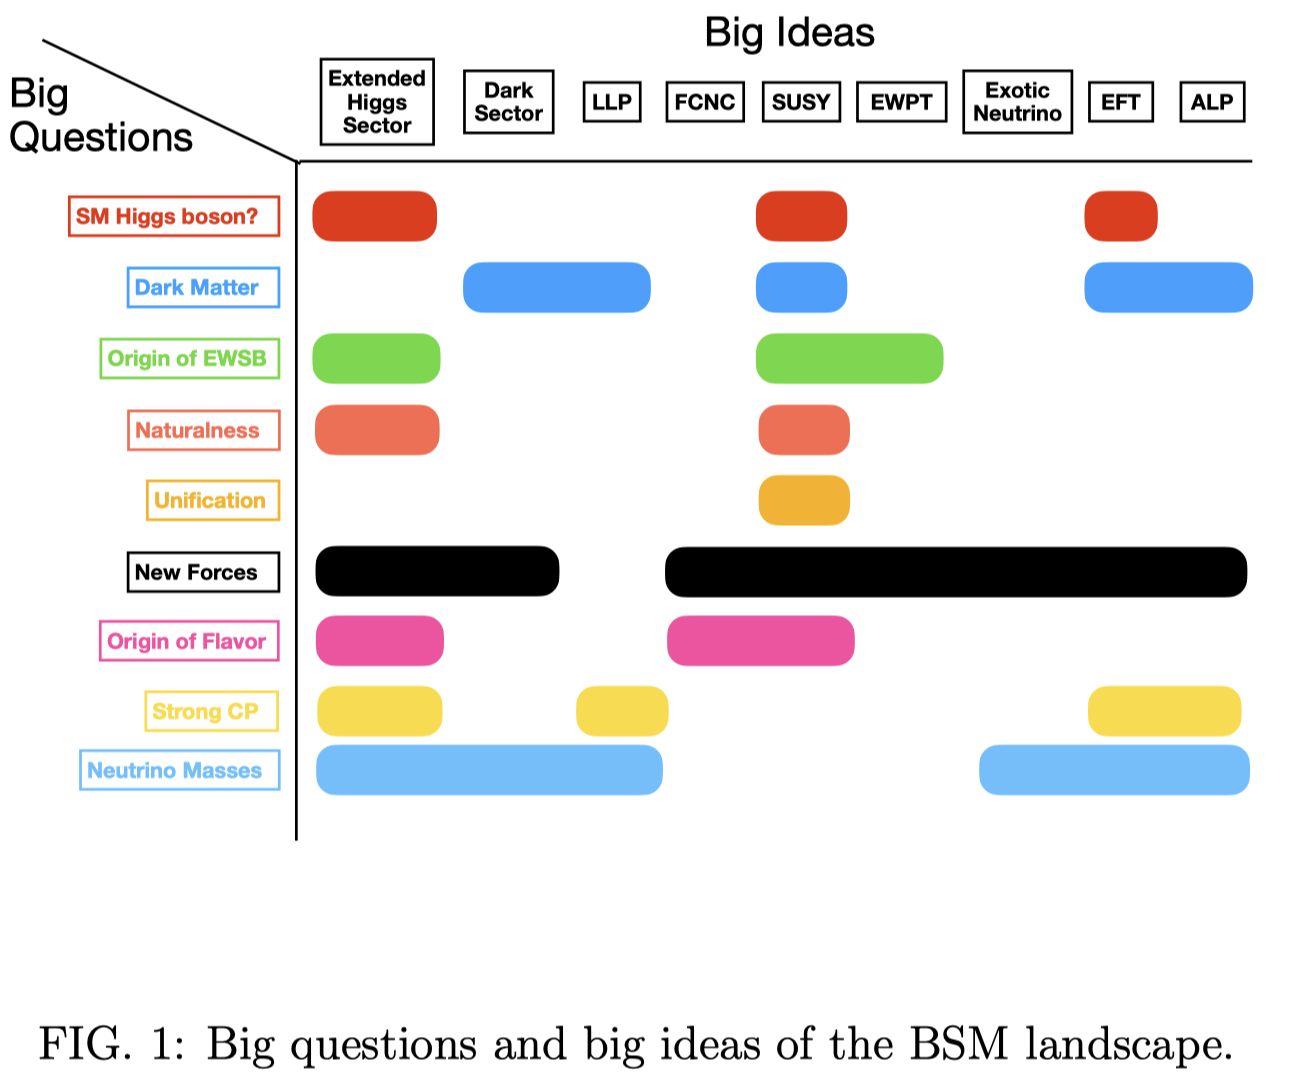 Big Ideas
Big
Questions
Extended
Higgs
Sector
Dark
Sector
LLP
FCNC
SUSY
EWPT
Exotic
Neutrino
EFT
ALP
SM Higgs boson?
Dark Matter
Origin of EWSB
Naturalness
Unification
New Forces
Origin of Flavor
Strong CP
Neutrino Masses
FIG. 1: Big questions and big ideas of the BSM landscape.